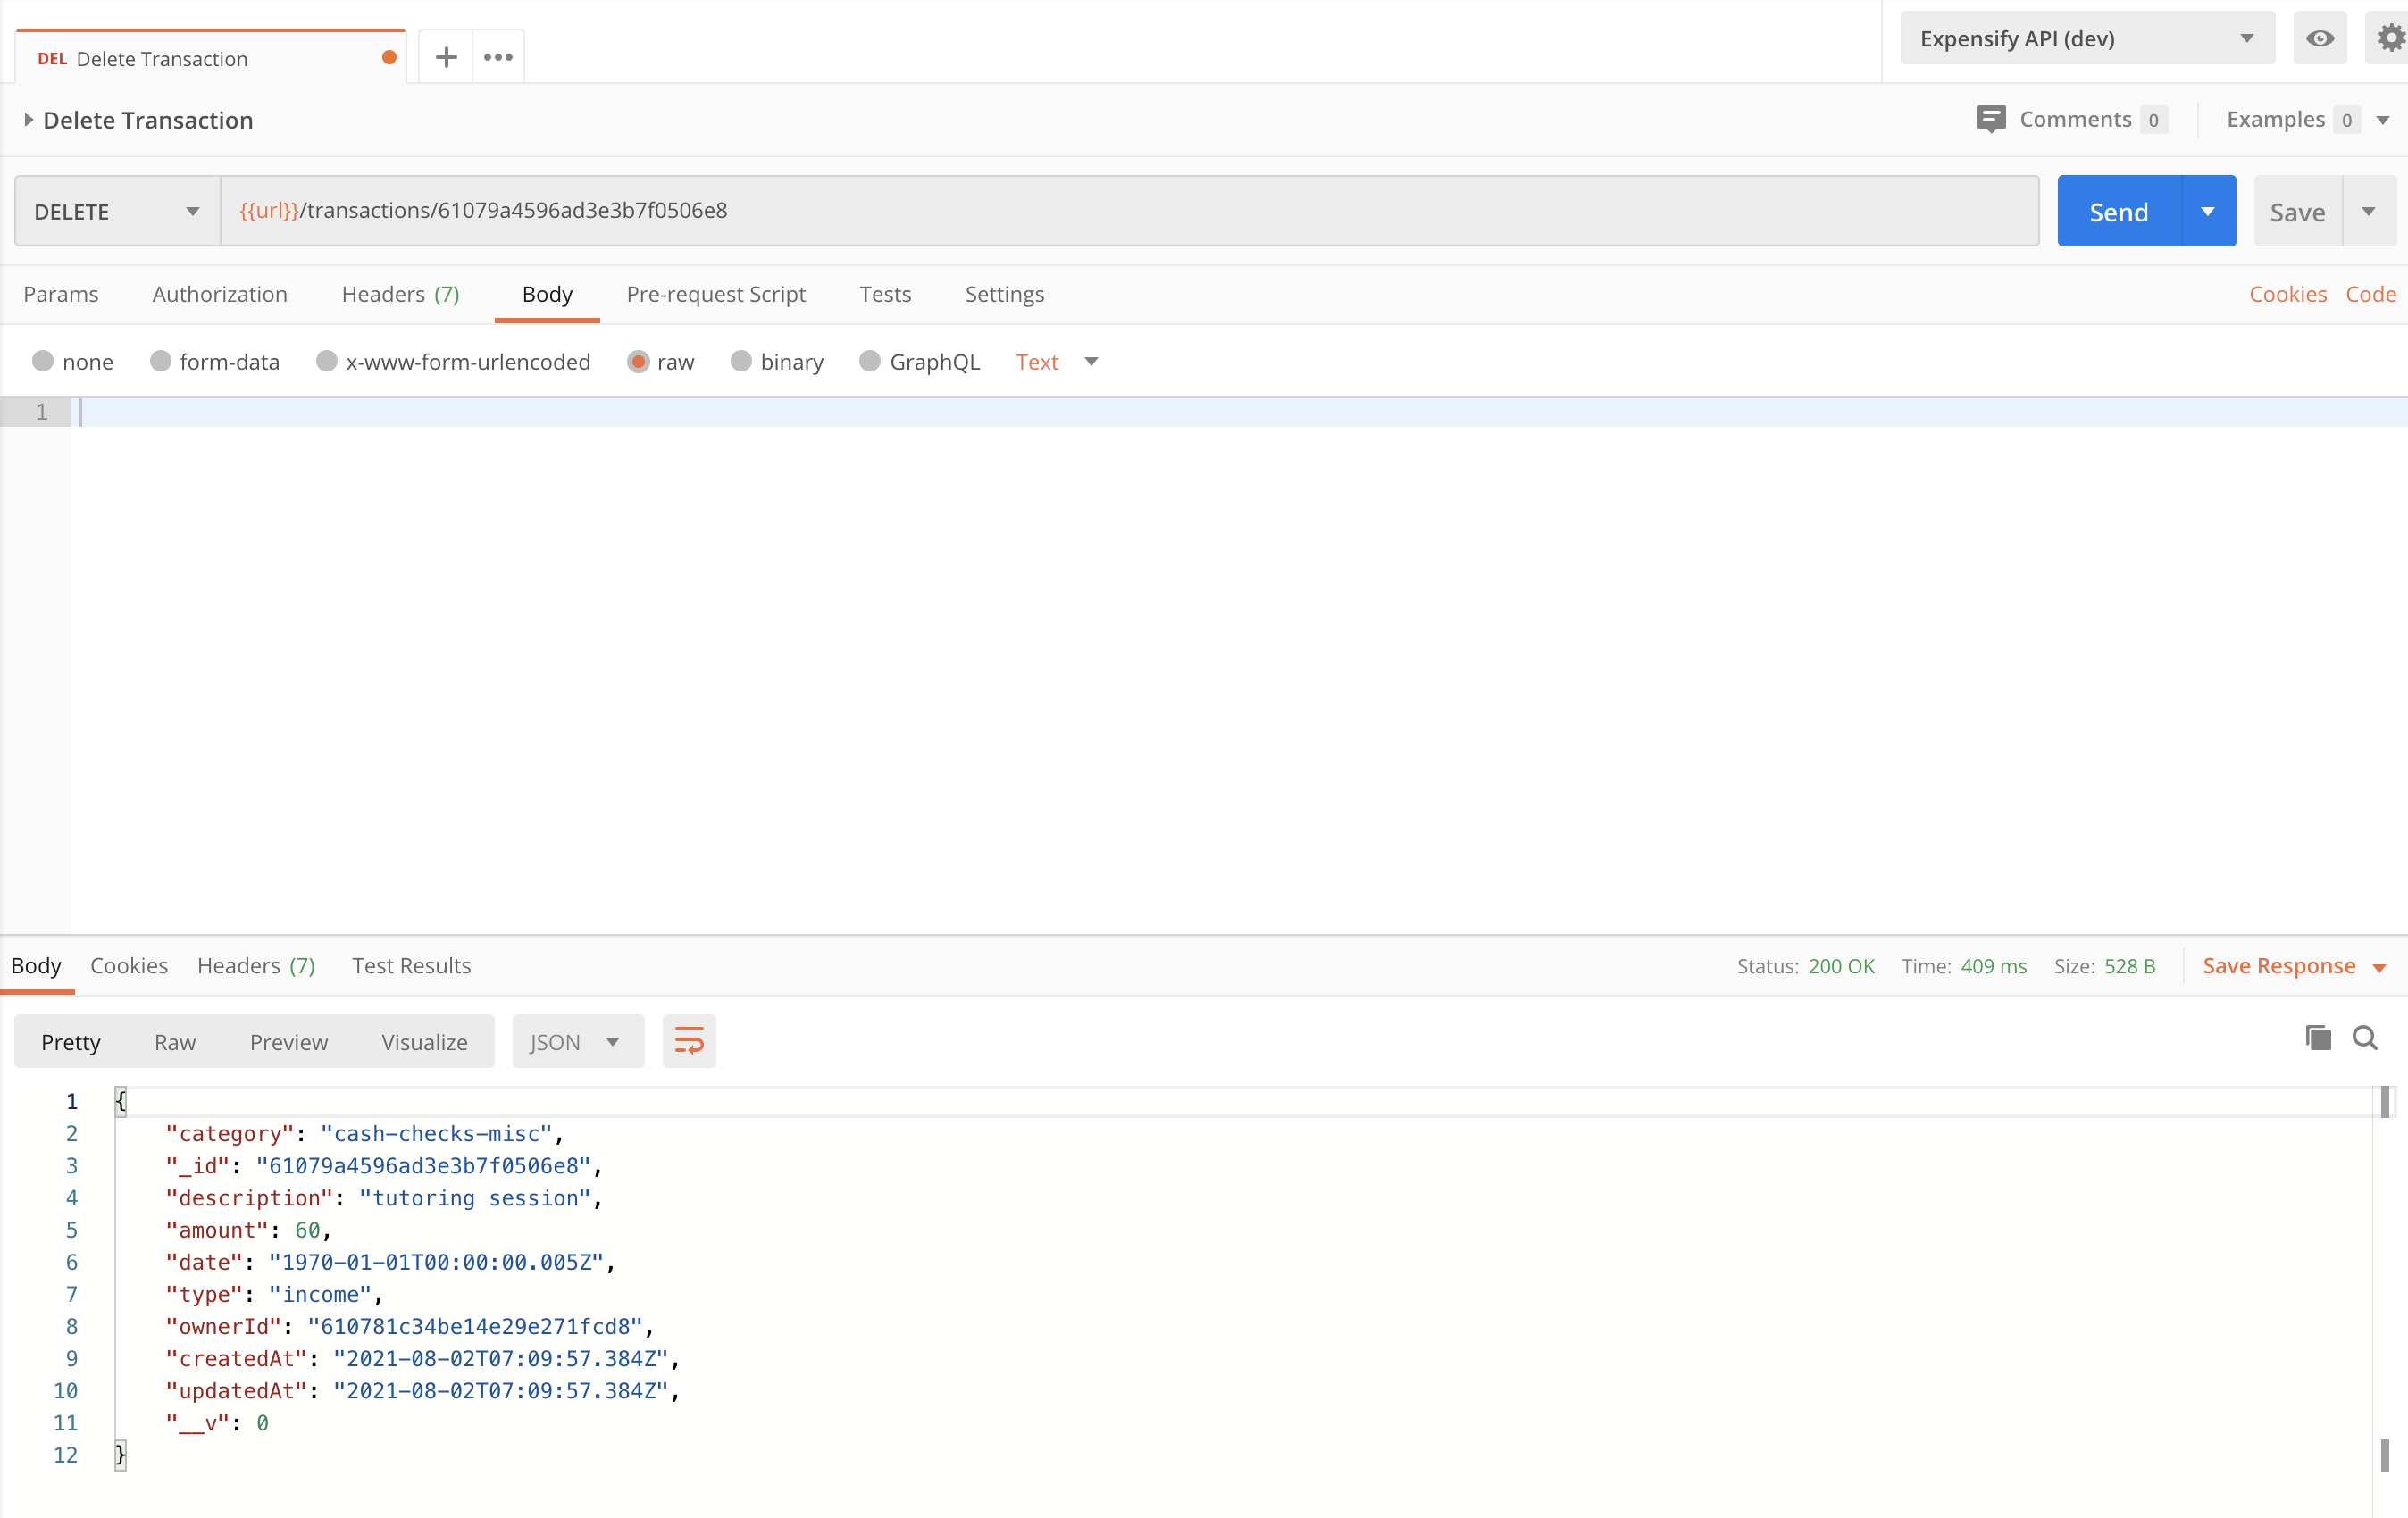 DEL Delete Transaction
Expensify API (dev)
Delete Transaction
Comments 0
Examples 0
DELETE
{{url}}/transactions/61079a4596ad3e3b7f0506e8
Send
Save
Params Authorization Headers (7) Body Pre-request Script Tests Settings
Cookies Code
none form-data x-www-form-urlencoded raw binary GraphQL Text
1
Body Cookies Headers (7) Test Results
Status: 200 OK Time: 409 ms Size: 528 B Save Response
Pretty Raw Preview Visualize JSON
1 {
2 "category": "cash-checks-misc",
3 "_id": "61079a4596ad3e3b7f0506e8",
4 "description": "tutoring session",
5 "amount": 60,
6 "date": "1970-01-01T00:00:00.005Z",
7 "type": "income",
8 "ownerId": "610781c34be14e29e271fcd8",
9 "createdAt": "2021-08-02T07:09:57.384Z",
10 "updatedAt": "2021-08-02T07:09:57.384Z",
11 "__v": 0
12 }